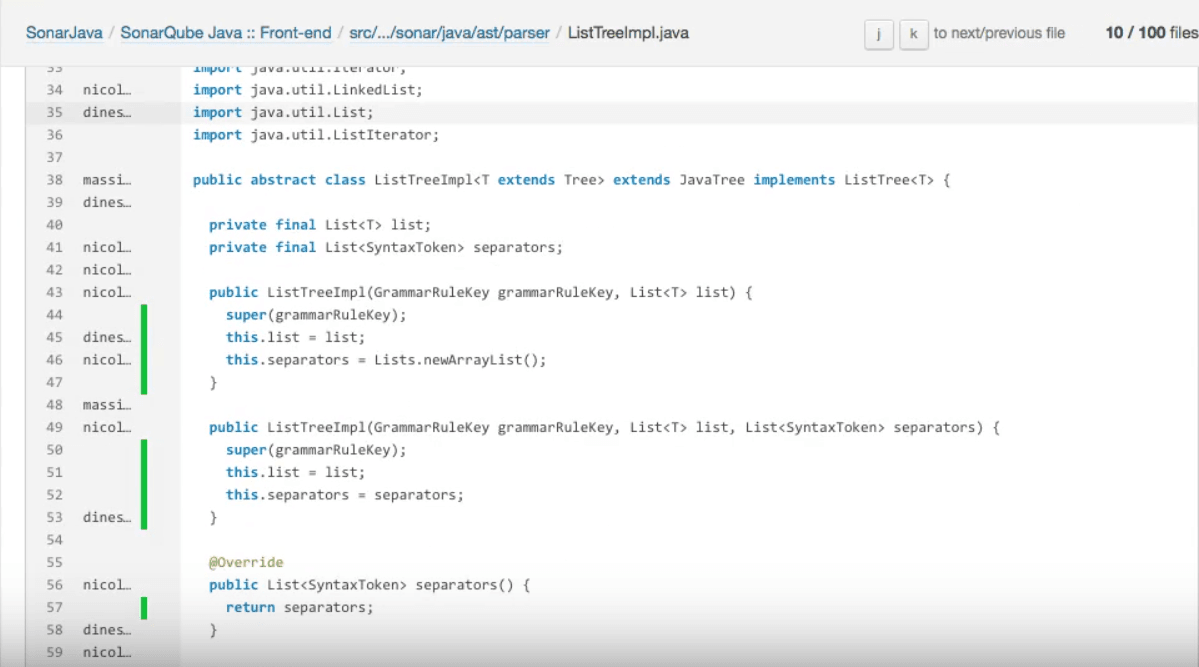 SonarJava / SonarQube Java :: Front-end / src/.../sonar/java/ast/parser / ListTreeImpl.java j k to next/previous file 10 / 100 files
33 import java.util.Iterator;
34 nicol… import java.util.LinkedList;
35 dines… import java.util.List;
36 import java.util.ListIterator;
37
38 massi… public abstract class ListTreeImpl<T extends Tree> extends JavaTree implements ListTree<T> {
39 dines…
40 private final List<T> list;
41 nicol… private final List<SyntaxToken> separators;
42 nicol…
43 nicol… public ListTreeImpl(GrammarRuleKey grammarRuleKey, List<T> list) {
44 super(grammarRuleKey);
45 dines… this.list = list;
46 nicol… this.separators = Lists.newArrayList();
47 }
48 massi…
49 nicol… public ListTreeImpl(GrammarRuleKey grammarRuleKey, List<T> list, List<SyntaxToken> separators) {
50 super(grammarRuleKey);
51 this.list = list;
52 this.separators = separators;
53 dines… }
54
55 @Override
56 nicol… public List<SyntaxToken> separators() {
57 return separators;
58 dines… }
59 nicol…